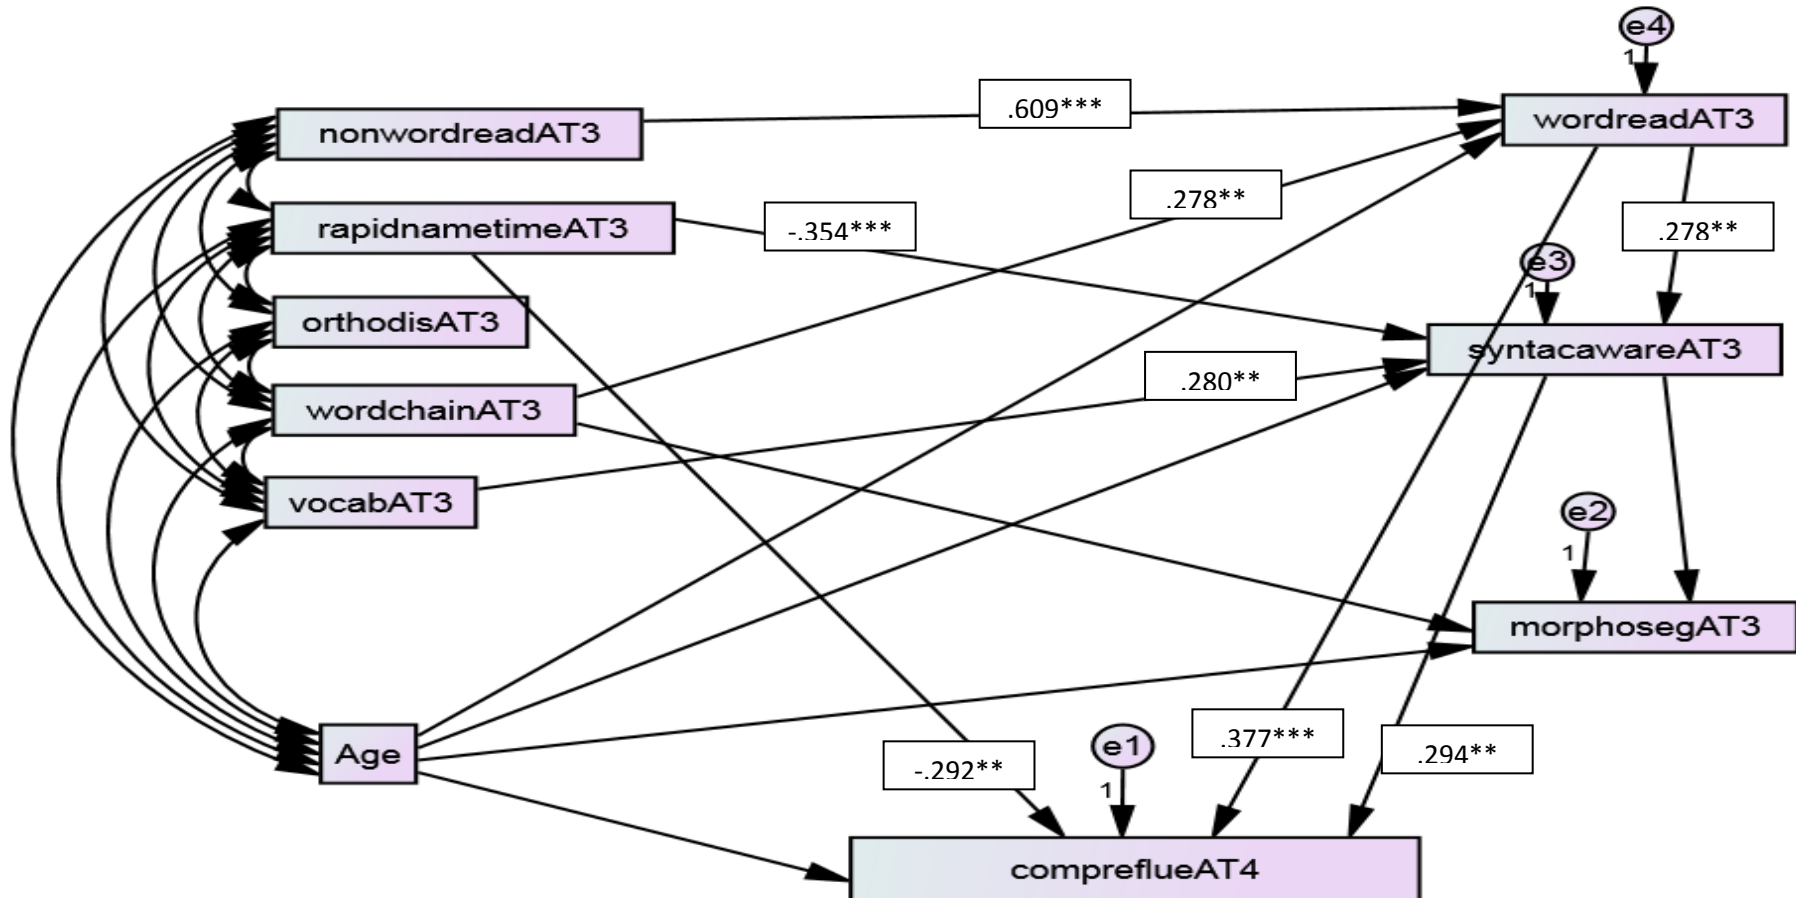 e4
1
nonwordreadAT3
.609***
wordreadAT3
.278**
rapidnametimeAT3
-.354***
.278**
e3
1
orthodisAT3
syntacawareAT3
.280**
wordchainAT3
vocabAT3
e2
1
morphosegAT3
Age
-.292**
e1
1
.377***
.294**
compreflueAT4